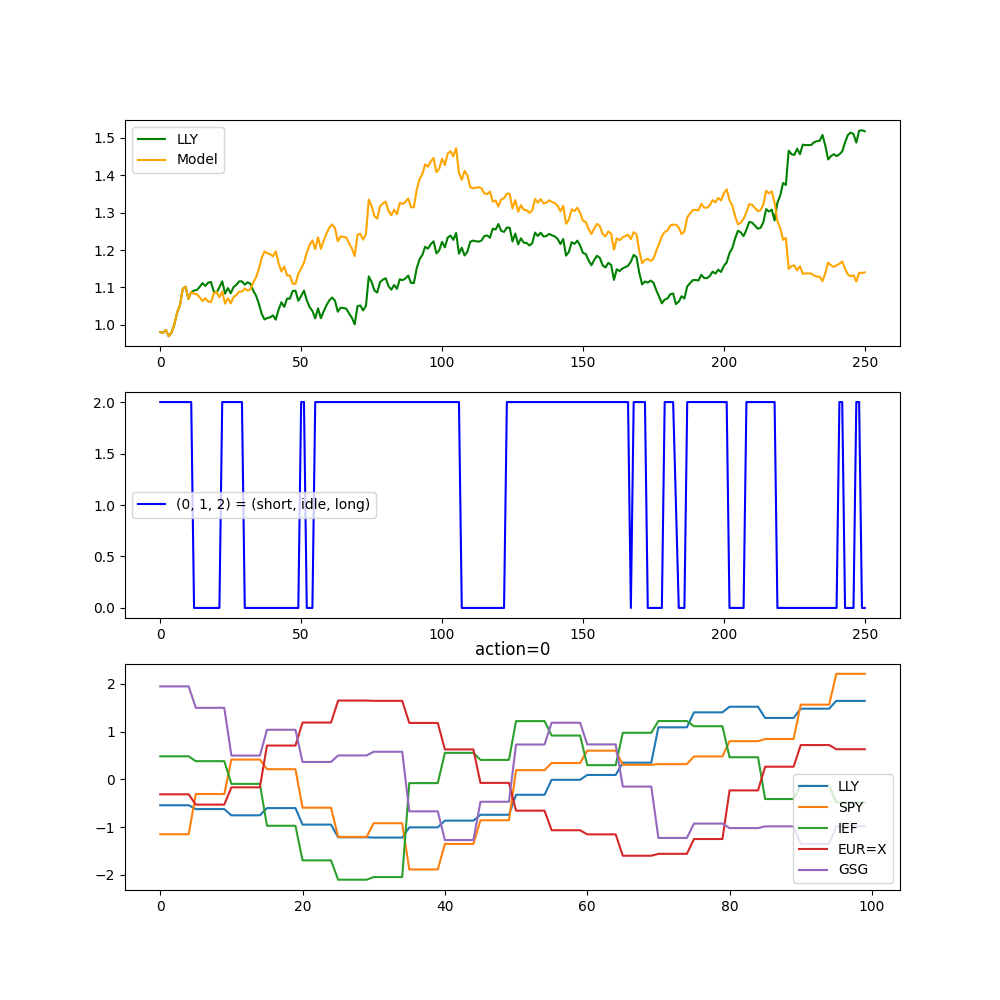 1.5
1.4
1.3
1.2
1.1
1.0
LLY
Model
0 50 100 150 200 250
2.0
1.5
1.0
0.5
0.0
(0, 1, 2) = (short, idle, long)
0 50 100 150 200 250
action=0
2
1
0
−1
−2
LLY
SPY
IEF
EUR=X
GSG
0 20 40 60 80 100